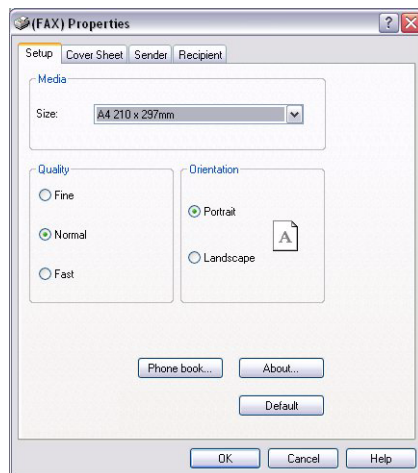 (FAX) Properties
Setup Cover Sheet Sender Recipient
Media
Size: A4 210 x 297mm
Quality
Fine
Normal
Fast
Orientation
Portrait
A
Landscape
Phone book... About...
Default
OK Cancel Help